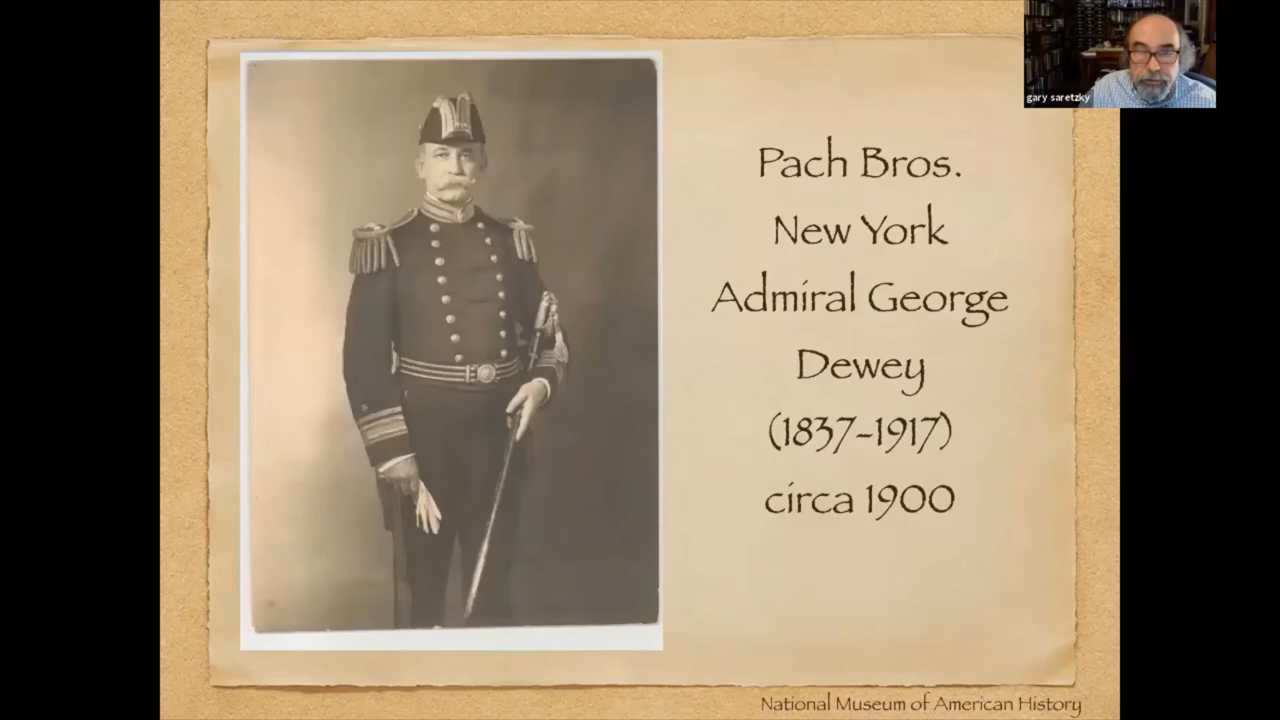 gary saretzky
Pach Bros.
New York
Admiral George
Dewey
(1837-1917)
circa 1900
National Museum of American History